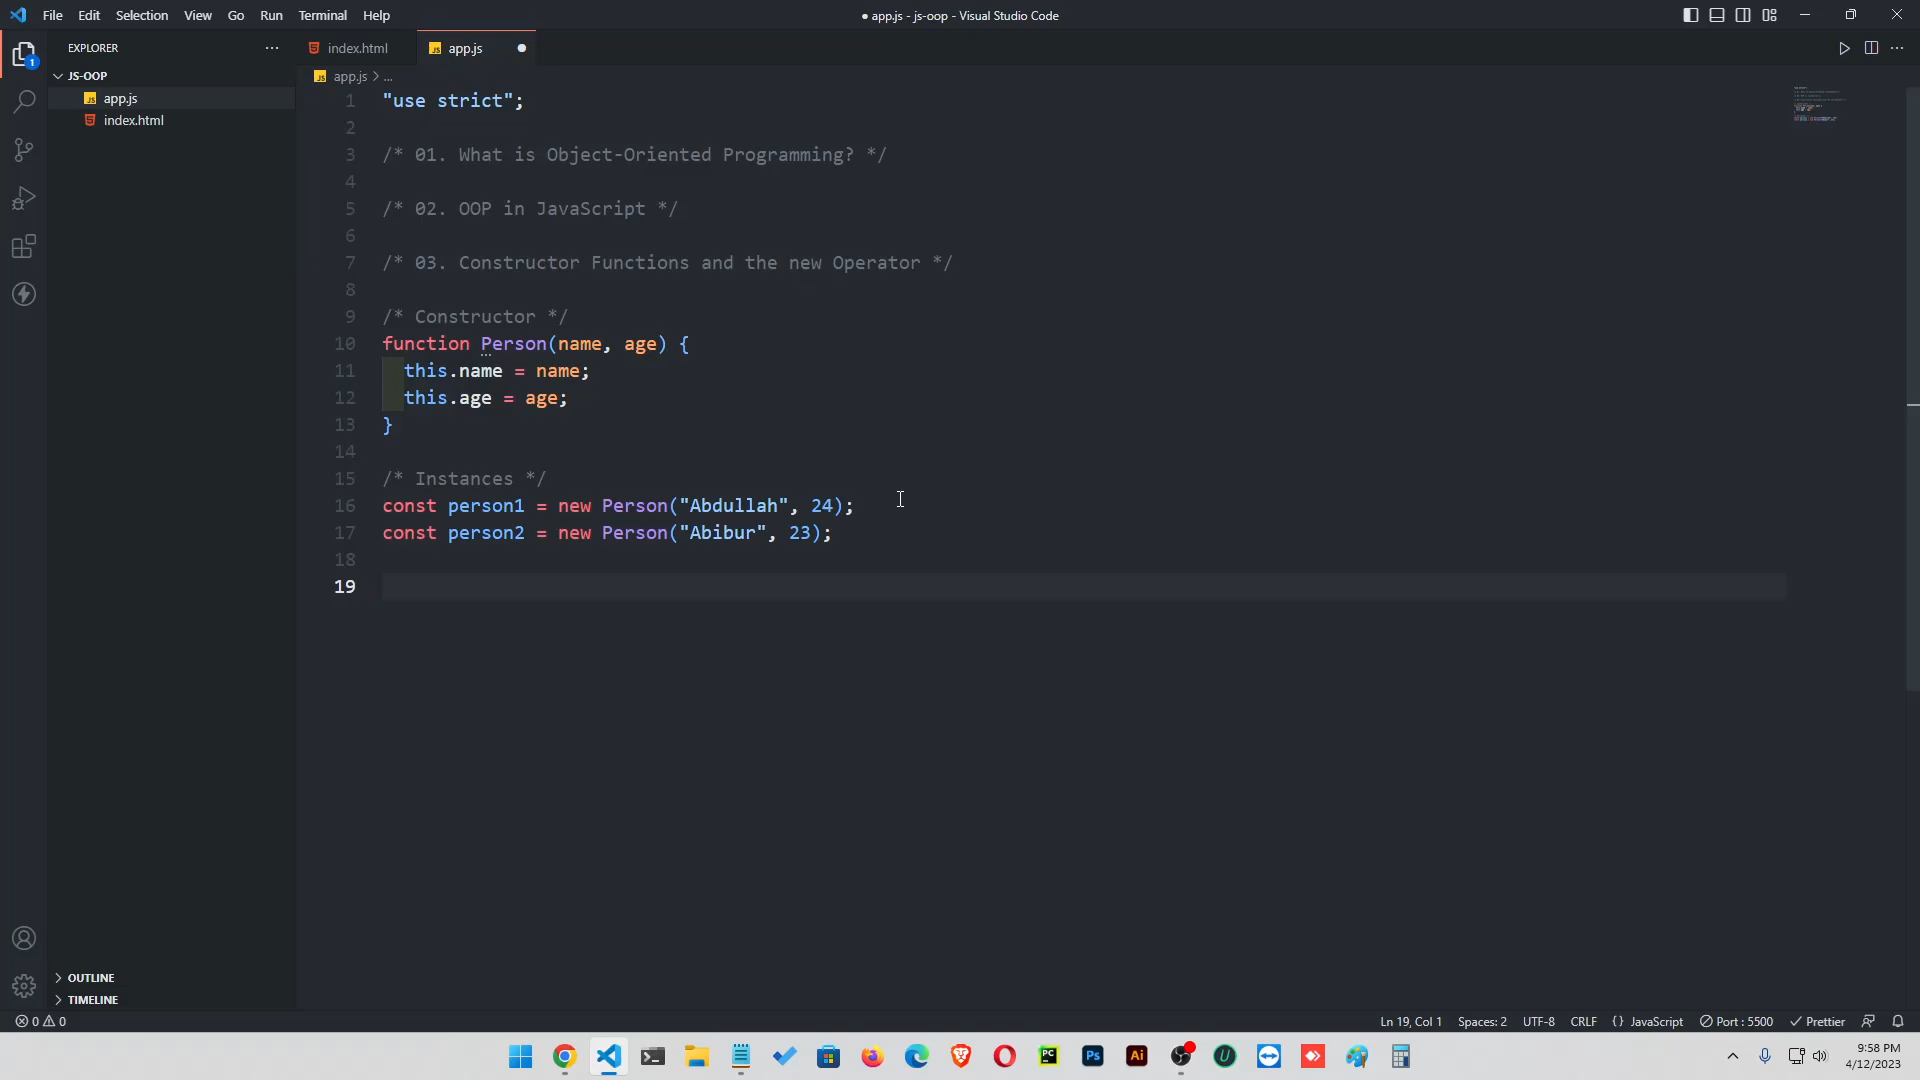 File Edit Selection View Go Run Terminal Help
● app.js - js-oop - Visual Studio Code
EXPLORER
index.html
app.js
1
JS-OOP
app.js
index.html
app.js > ...
1 "use strict";
2
3 /* 01. What is Object-Oriented Programming? */
4
5 /* 02. OOP in JavaScript */
6
7 /* 03. Constructor Functions and the new Operator */
8
9 /* Constructor */
10 function Person(name, age) {
11 this.name = name;
12 this.age = age;
13 }
14
15 /* Instances */
16 const person1 = new Person("Abdullah", 24);
17 const person2 = new Person("Abibur", 23);
18
19
OUTLINE
TIMELINE
0 0
Ln 19, Col 1 Spaces: 2 UTF-8 CRLF {} JavaScript Port : 5500 Prettier
PC Ps Ai U
9:58 PM
4/12/2023